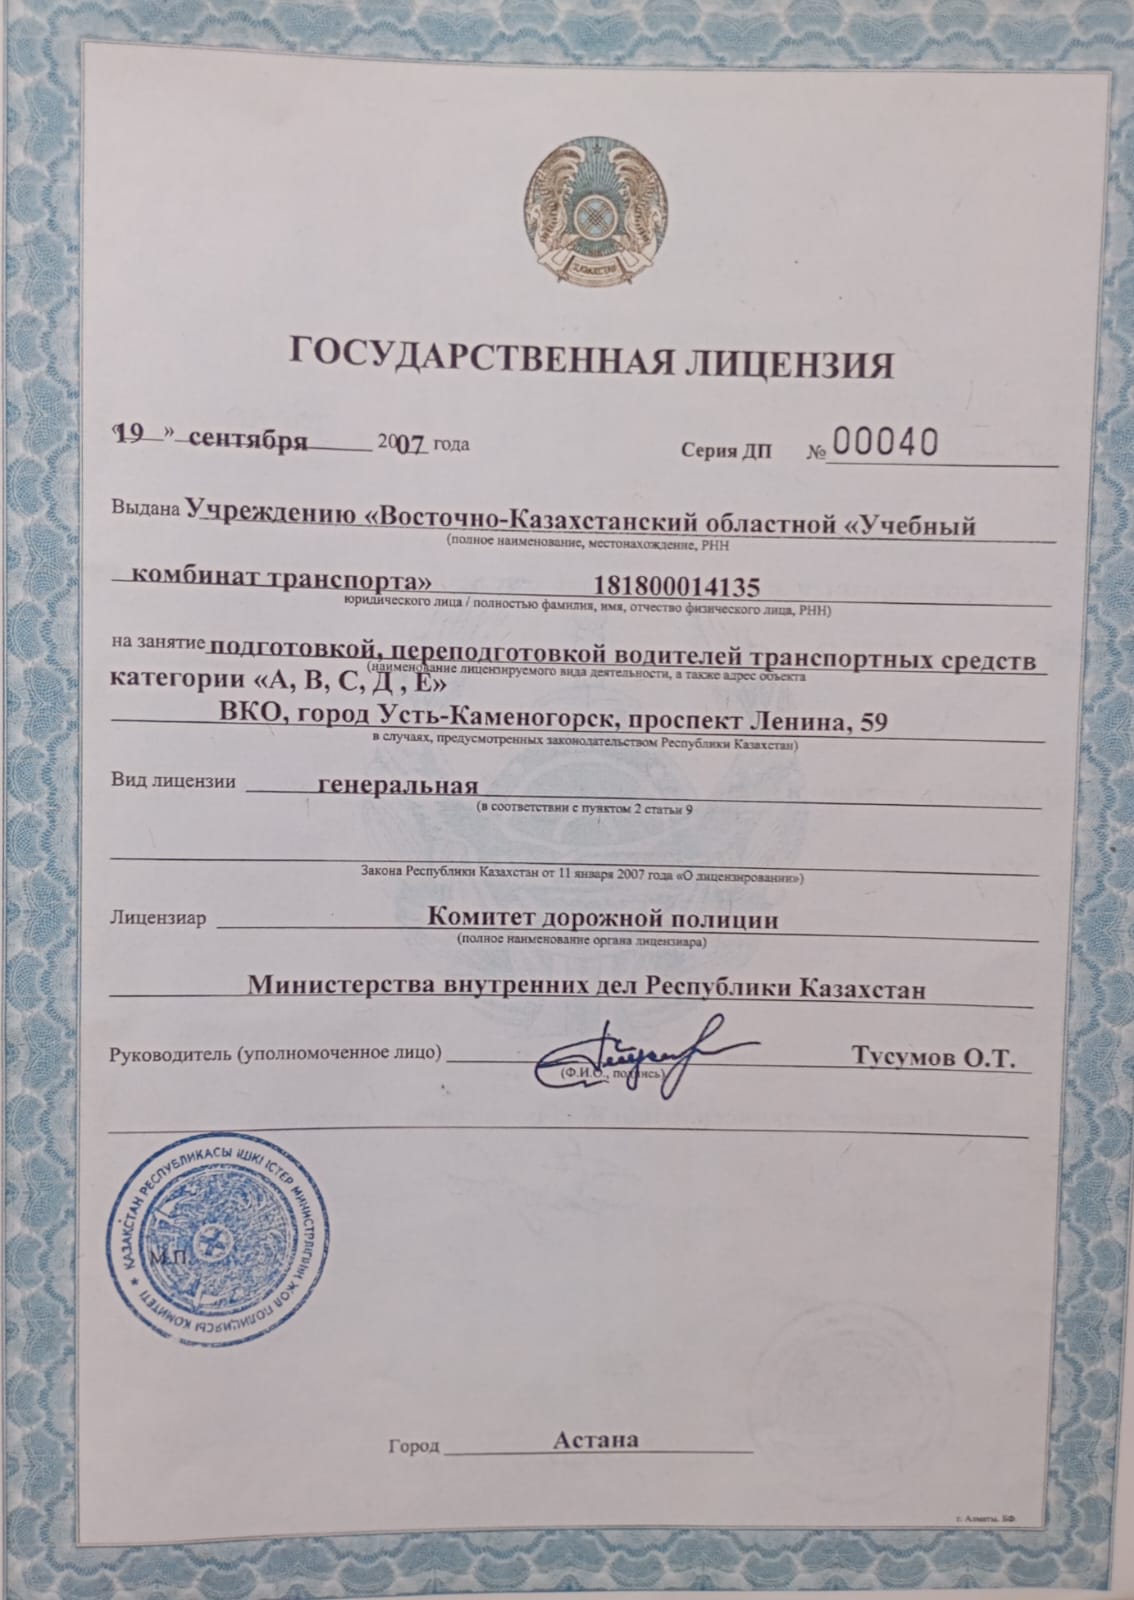 ҚАЗАҚСТАН
ГОСУДАРСТВЕННАЯ ЛИЦЕНЗИЯ
«19 » сентября 2007 года
Серия ДП № 00040
Выдана Учреждению «Восточно-Казахстанский областной «Учебный
(полное наименование, местонахождение, РНН
комбинат транспорта» 181800014135
юридического лица / полностью фамилия, имя, отчество физического лица, РНН)
на занятие подготовкой, переподготовкой водителей транспортных средств
(наименование лицензируемого вида деятельности, а также адрес объекта
категории «А, В, С, Д , Е»
ВКО, город Усть-Каменогорск, проспект Ленина, 59
в случаях, предусмотренных законодательством Республики Казахстан)
Вид лицензии генеральная
(в соответствии с пунктом 2 статьи 9
Закона Республики Казахстан от 11 января 2007 года «О лицензировании»)
Лицензиар Комитет дорожной полиции
(полное наименование органа лицензиара)
Министерства внутренних дел Республики Казахстан
Руководитель (уполномоченное лицо) Тусумов О.Т.
(Ф.И.О., подпись)
ҚАЗАҚСТАН РЕСПУБЛИКАСЫ ІШКІ ІСТЕР МИНИСТРЛІГІНІҢ ЖОЛ ПОЛИЦИЯСЫ КОМИТЕТІ
М.П.
Город Астана
г. Алматы. БФ.